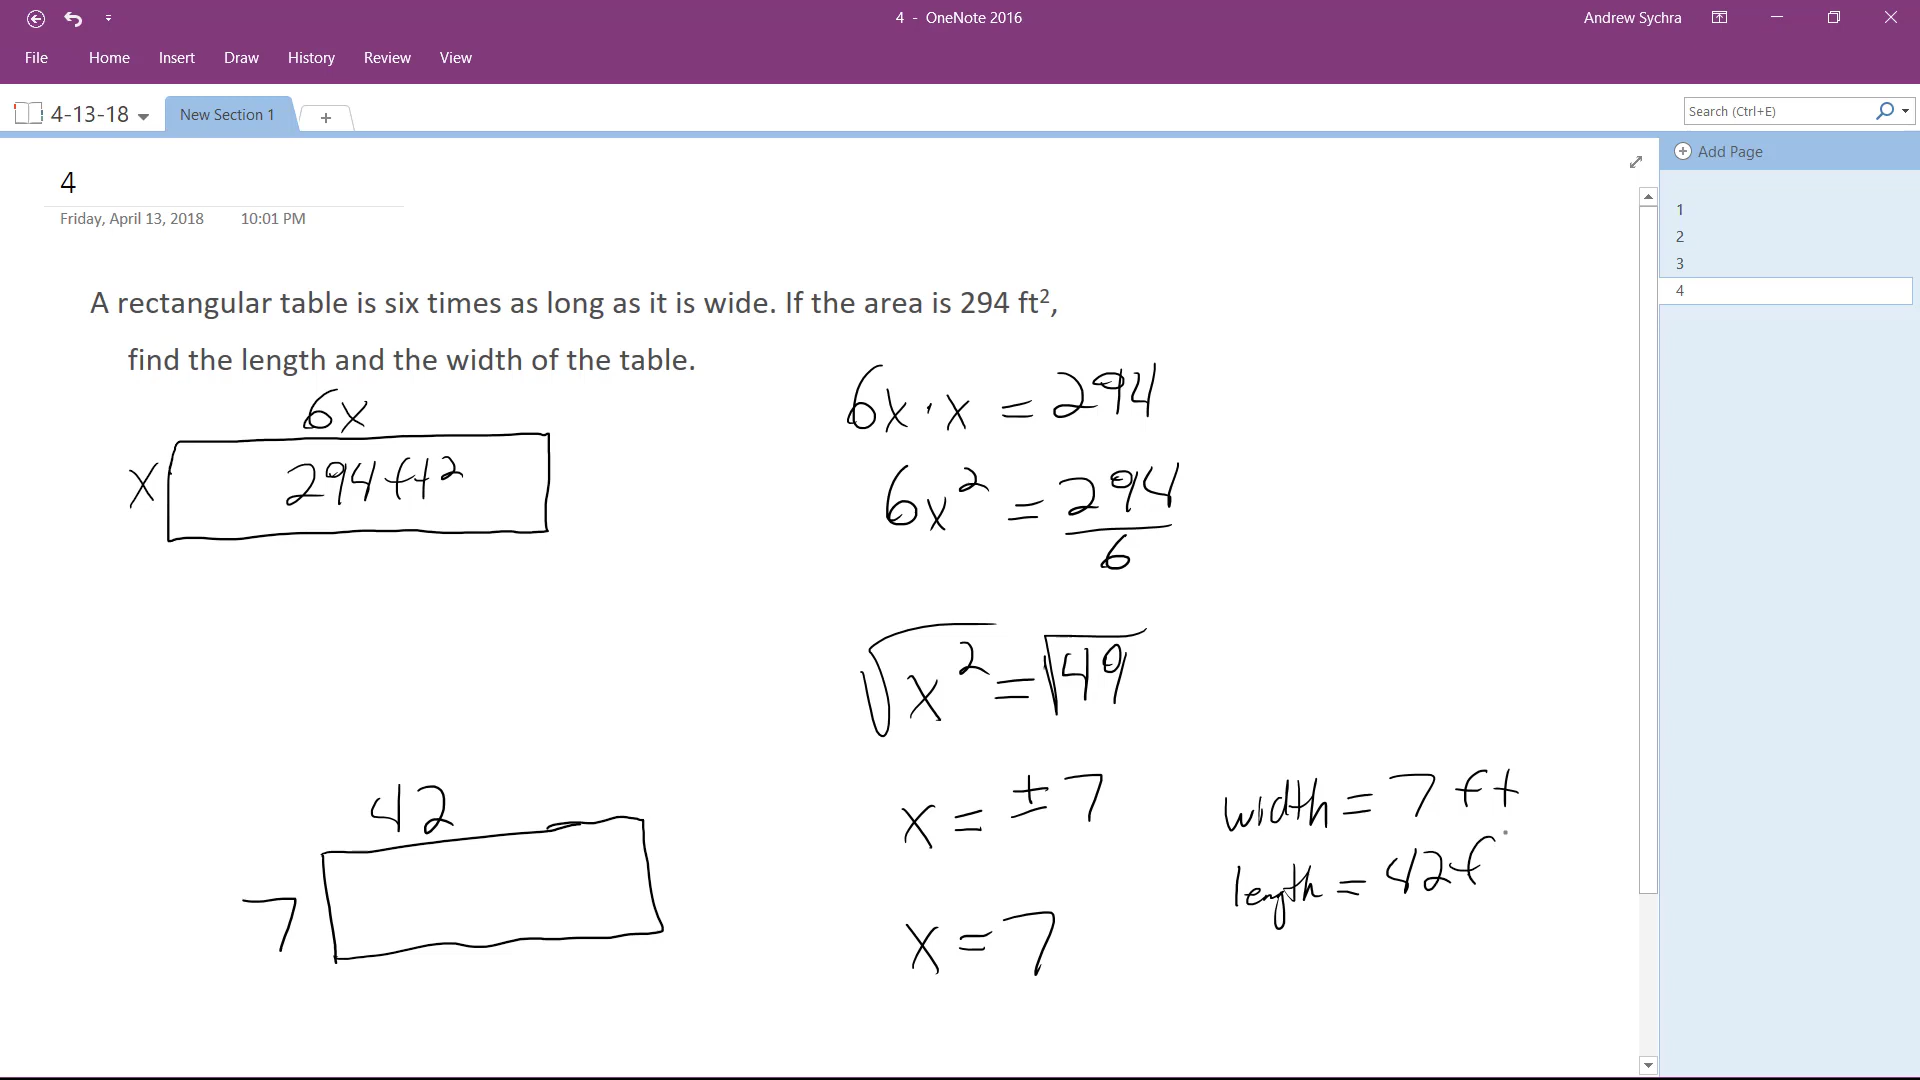 4 - OneNote 2016
Andrew Sychra
File Home Insert Draw History Review View
4-13-18
New Section 1
+
Search (Ctrl+E)
Add Page
1
2
3
4
4
Friday, April 13, 2018 10:01 PM
A rectangular table is six times as long as it is wide. If the area is 294 ft²,
find the length and the width of the table.
6x
x
294 ft²
6x · x = 294
6x² = 294/6
√x² = √49
x = ±7
x = 7
42
7
width = 7 ft
length = 42 f